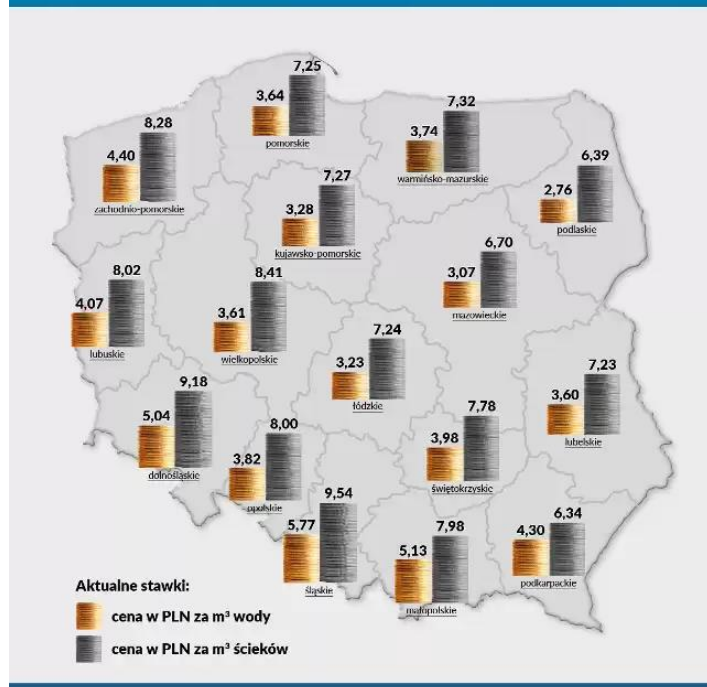 7,25
3,64
pomorskie
7,32
3,74
warmińsko-mazurskie
8,28
4,40
zachodnio-pomorskie
6,39
2,76
podlaskie
7,27
3,28
kujawsko-pomorskie
6,70
3,07
mazowieckie
8,02
4,07
lubuskie
8,41
3,61
wielkopolskie
7,24
3,23
łódzkie
7,23
3,60
lubelskie
9,18
5,04
dolnośląskie
8,00
3,82
opolskie
7,78
3,98
świętokrzyskie
9,54
5,77
śląskie
7,98
5,13
małopolskie
6,34
4,30
podkarpackie
Aktualne stawki:
cena w PLN za m³ wody
cena w PLN za m³ ścieków